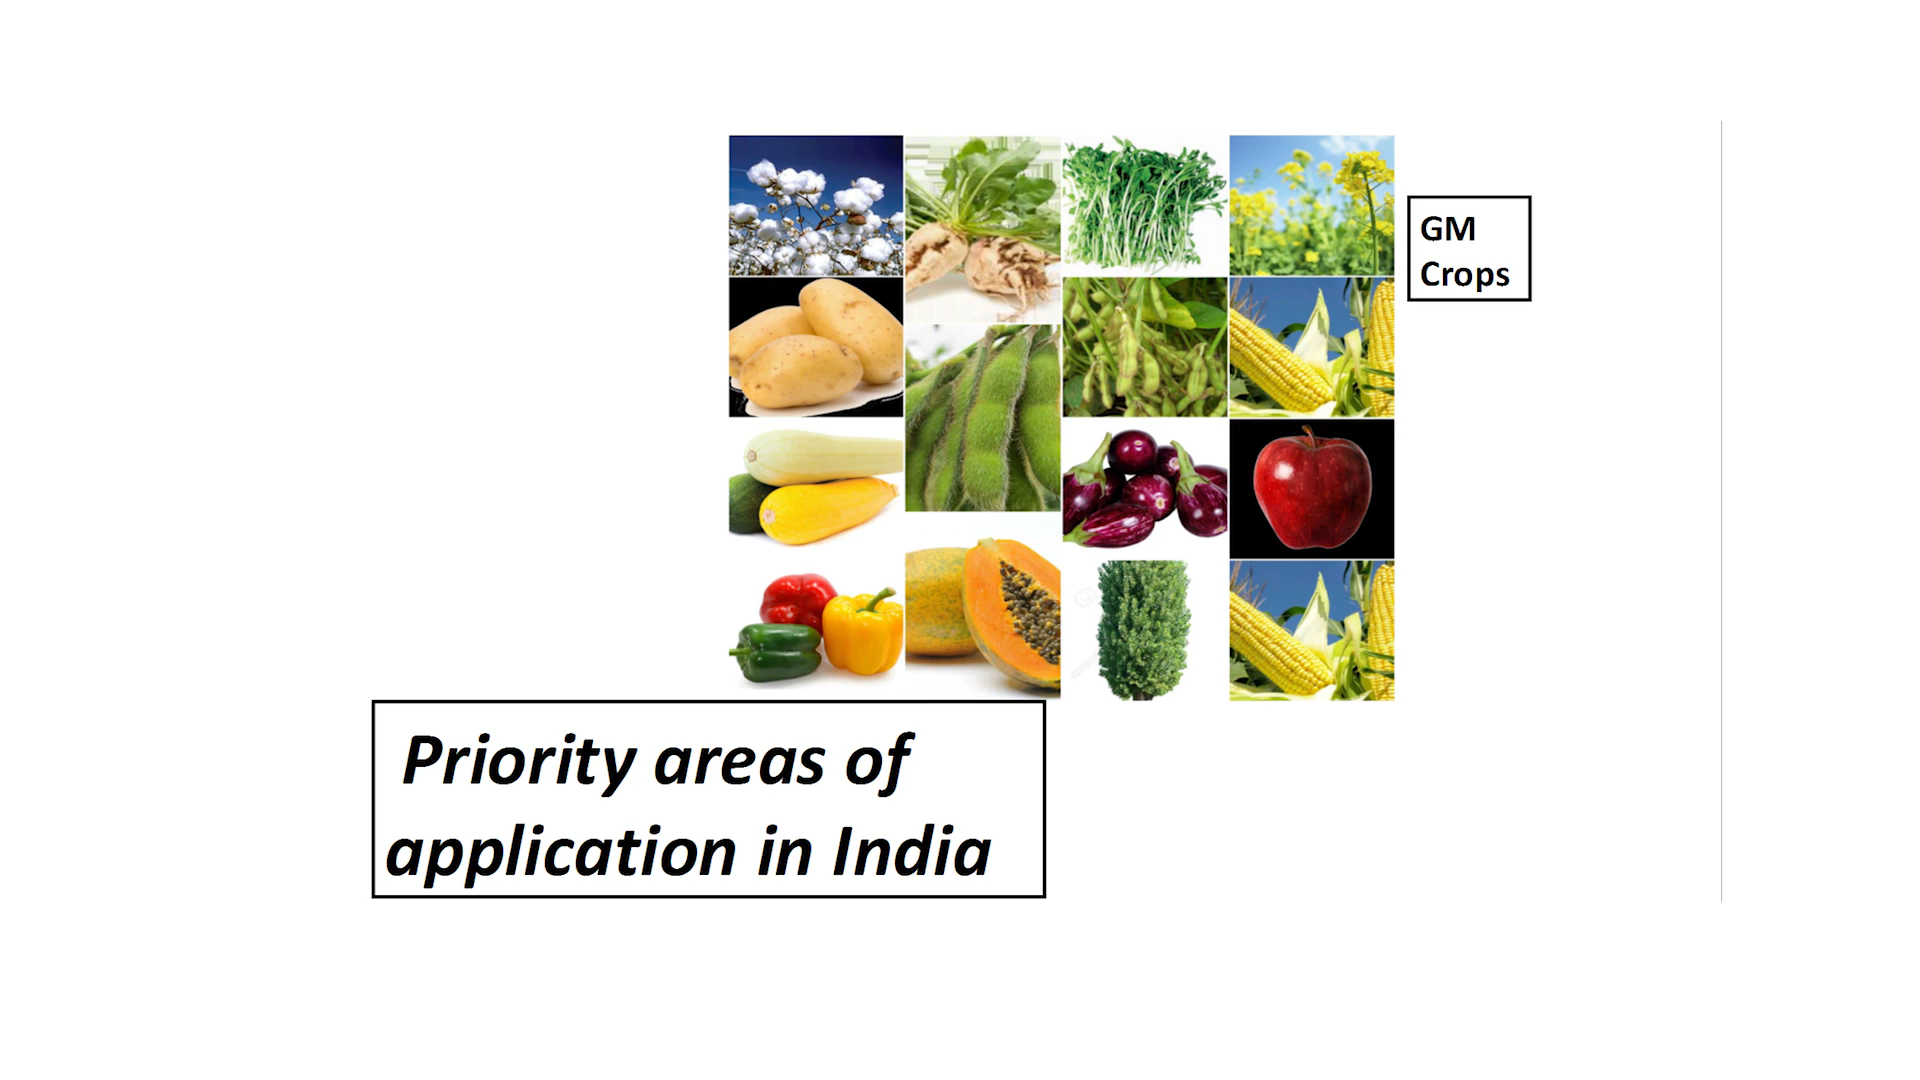 GM
Crops
Priority areas of
application in India